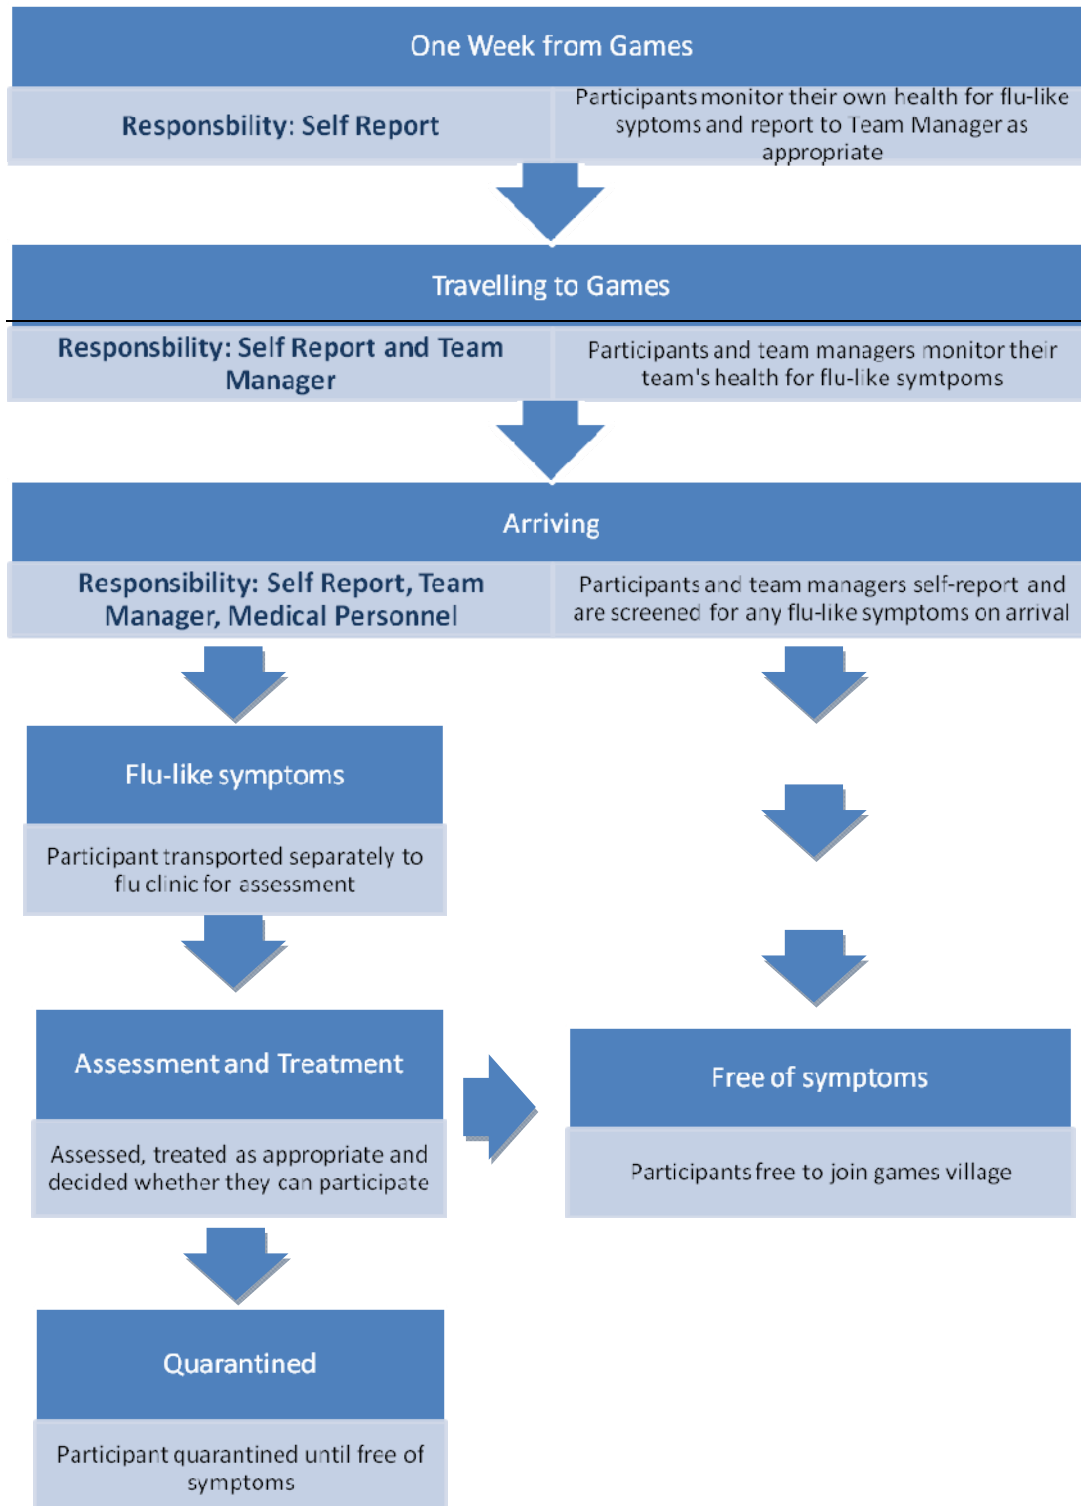 One Week from Games
Responsbility: Self Report
Participants monitor their own health for flu-like
syptoms and report to Team Manager as
appropriate
Travelling to Games
Responsbility: Self Report and Team
Manager
Participants and team managers monitor their
team's health for flu-like symtpoms
Arriving
Responsibility: Self Report, Team
Manager, Medical Personnel
Participants and team managers self-report and
are screened for any flu-like symptoms on arrival
Flu-like symptoms
Participant transported separately to
flu clinic for assessment
Assessment and Treatment
Assessed, treated as appropriate and
decided whether they can participate
Free of symptoms
Participants free to join games village
Quarantined
Participant quarantined until free of
symptoms